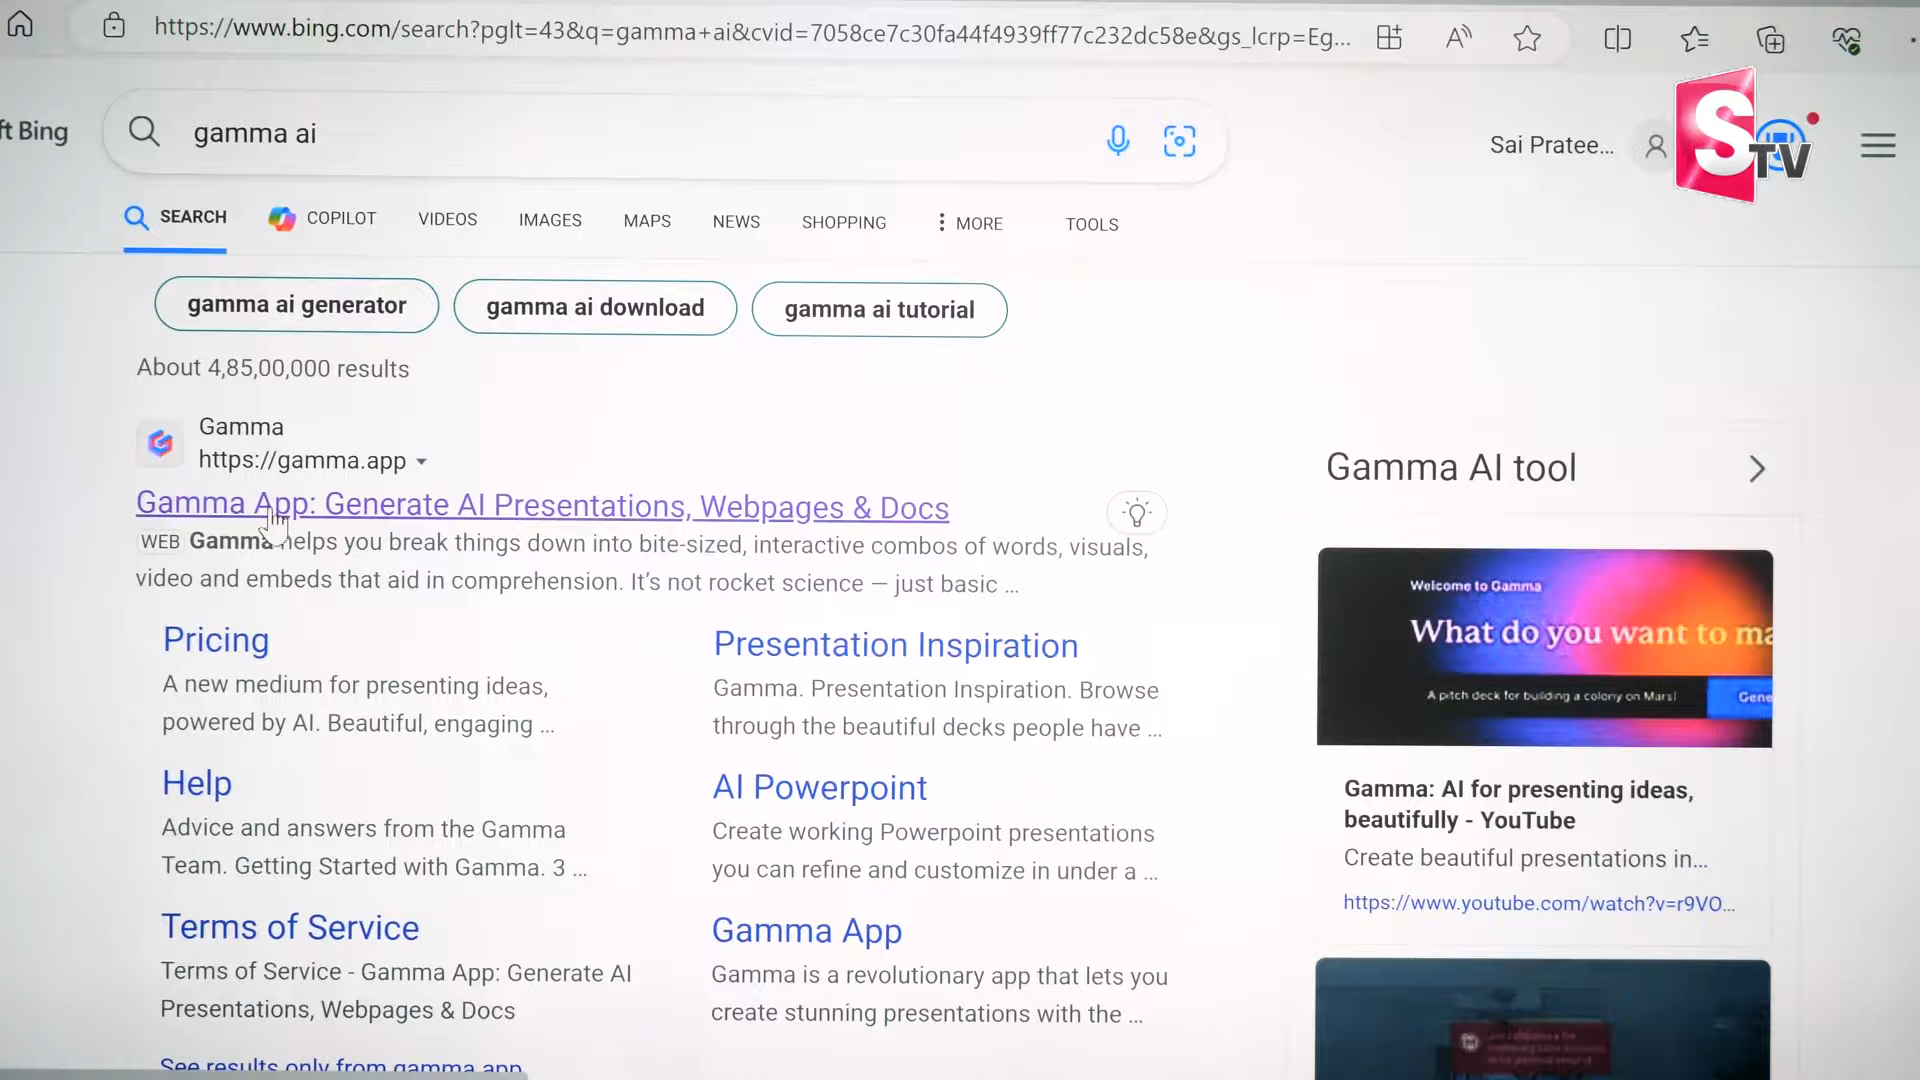 https://www.bing.com/search?pglt=43&q=gamma+ai&cvid=7058ce7c30fa44f4939ff77c232dc58e&gs_lcrp=Eg...
ft Bing
gamma ai
Sai Pratee...
STV
SEARCH
COPILOT
VIDEOS
IMAGES
MAPS
NEWS
SHOPPING
MORE
TOOLS
gamma ai generator
gamma ai download
gamma ai tutorial
About 4,85,00,000 results
Gamma
https://gamma.app
Gamma App: Generate AI Presentations, Webpages & Docs
WEB Gamma helps you break things down into bite-sized, interactive combos of words, visuals,
video and embeds that aid in comprehension. It's not rocket science — just basic ...
Pricing
A new medium for presenting ideas,
powered by AI. Beautiful, engaging ...
Presentation Inspiration
Gamma. Presentation Inspiration. Browse
through the beautiful decks people have ...
Help
Advice and answers from the Gamma
Team. Getting Started with Gamma. 3 ...
AI Powerpoint
Create working Powerpoint presentations
you can refine and customize in under a ...
Terms of Service
Terms of Service - Gamma App: Generate AI
Presentations, Webpages & Docs
Gamma App
Gamma is a revolutionary app that lets you
create stunning presentations with the ...
See results only from gamma.app
Gamma AI tool
Welcome to Gamma
What do you want to ma
A pitch deck for building a colony on Mars!
Gene
Gamma: AI for presenting ideas,
beautifully - YouTube
Create beautiful presentations in...
https://www.youtube.com/watch?v=r9VO...